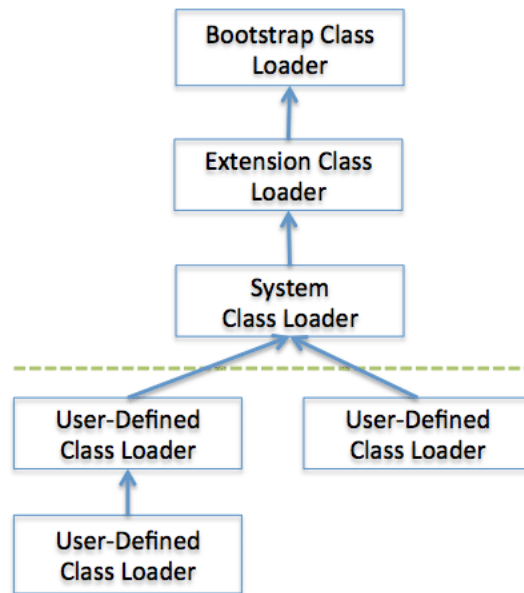 Bootstrap Class
Loader
Extension Class
Loader
System
Class Loader
User-Defined
Class Loader
User-Defined
Class Loader
User-Defined
Class Loader